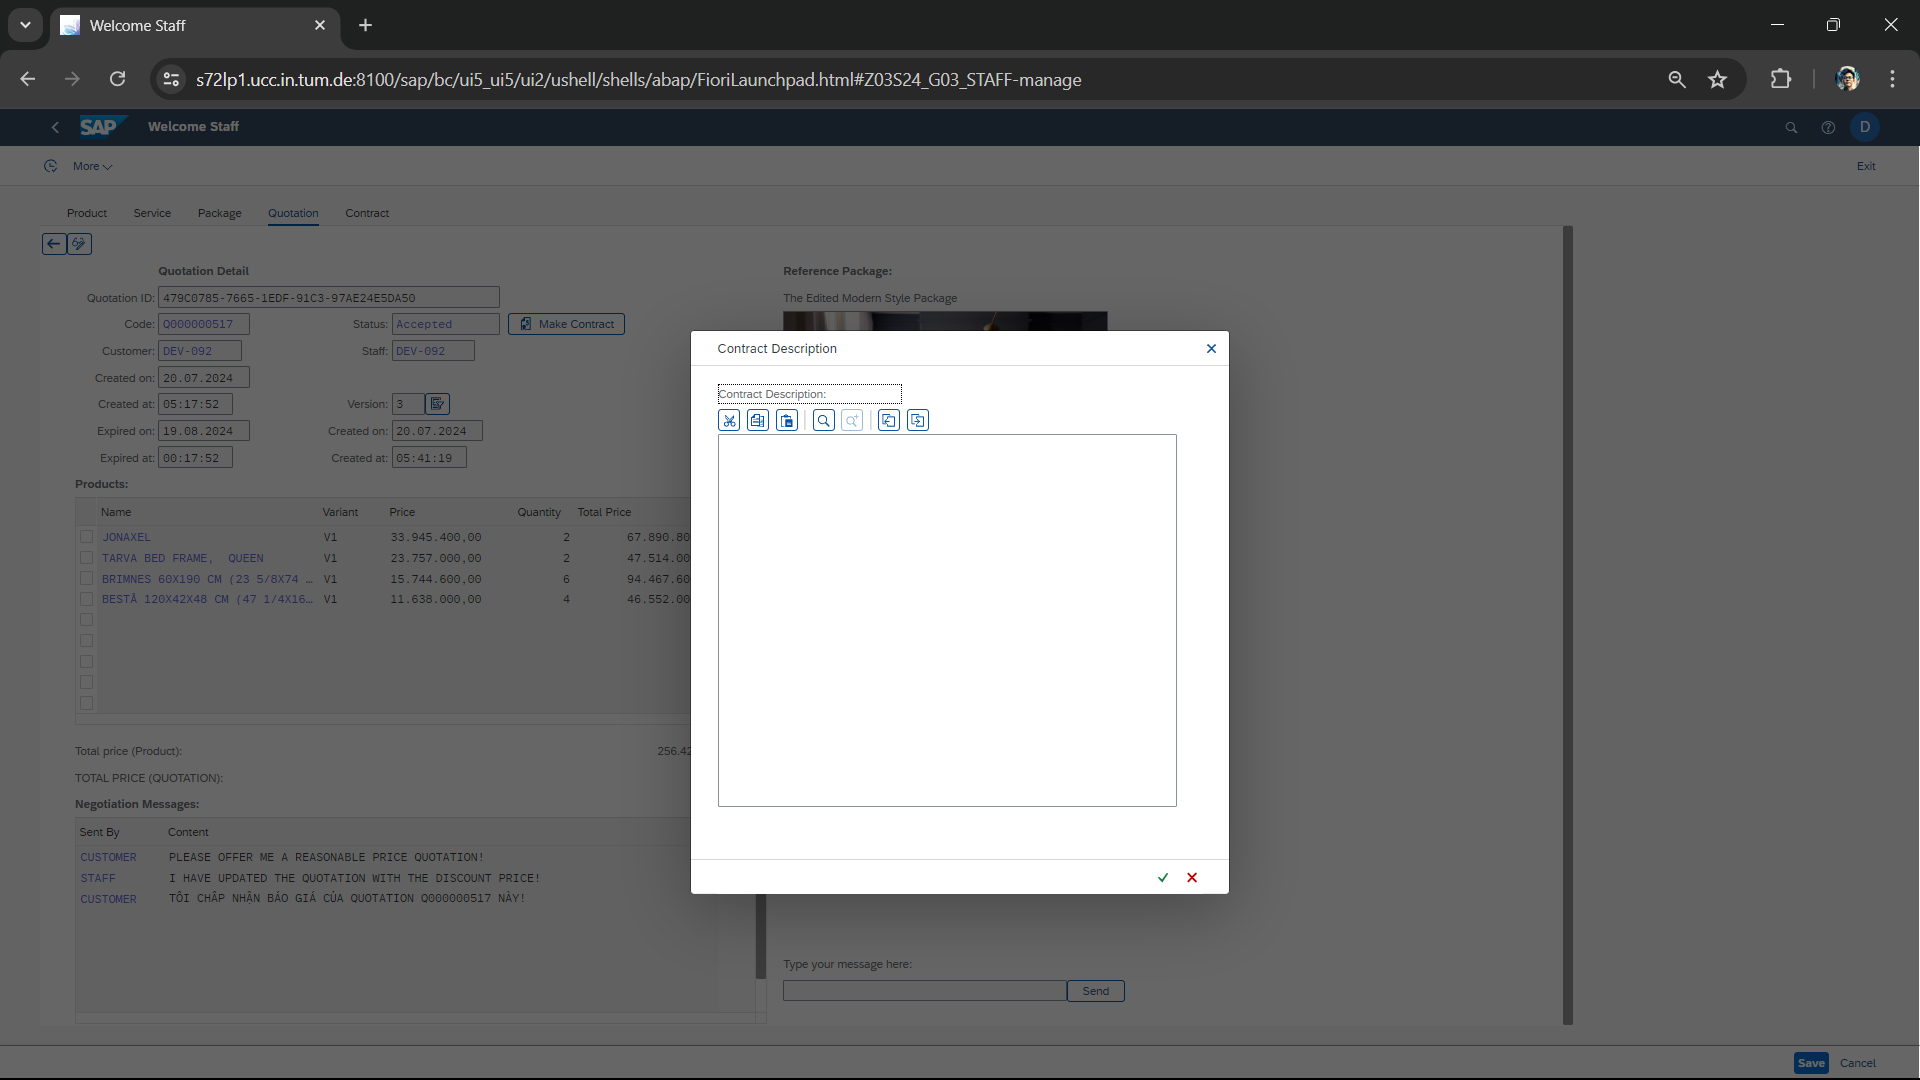 Welcome Staff
s72lp1.ucc.in.tum.de:8100/sap/bc/ui5_ui5/ui2/ushell/shells/abap/FioriLaunchpad.html#Z03S24_G03_STAFF-manage
SAP Welcome Staff D
More Exit
Product Service Package Quotation Contract
Quotation Detail
Quotation ID: 479C0785-7665-1EDF-91C3-97AE24E5DA50
Code: Q000000517 Status: Accepted Make Contract
Customer: DEV-092 Staff: DEV-092
Created on: 20.07.2024
Created at: 05:17:52 Version: 3
Expired on: 19.08.2024 Created on: 20.07.2024
Expired at: 00:17:52 Created at: 05:41:19
Products:
Name Variant Price Quantity Total Price
JONAXEL V1 33.945.400,00 2 67.890.80
TARVA BED FRAME, QUEEN V1 23.757.000,00 2 47.514.00
BRIMNES 60X190 CM (23 5/8X74 … V1 15.744.600,00 6 94.467.60
BESTÅ 120X42X48 CM (47 1/4X16… V1 11.638.000,00 4 46.552.00
Total price (Product): 256.42
TOTAL PRICE (QUOTATION):
Negotiation Messages:
Sent By Content
CUSTOMER PLEASE OFFER ME A REASONABLE PRICE QUOTATION!
STAFF I HAVE UPDATED THE QUOTATION WITH THE DISCOUNT PRICE!
CUSTOMER TÔI CHẤP NHẬN BÁO GIÁ CỦA QUOTATION Q000000517 NÀY!
Reference Package:
The Edited Modern Style Package
Contract Description
Contract Description:
Type your message here:
Send
Save Cancel